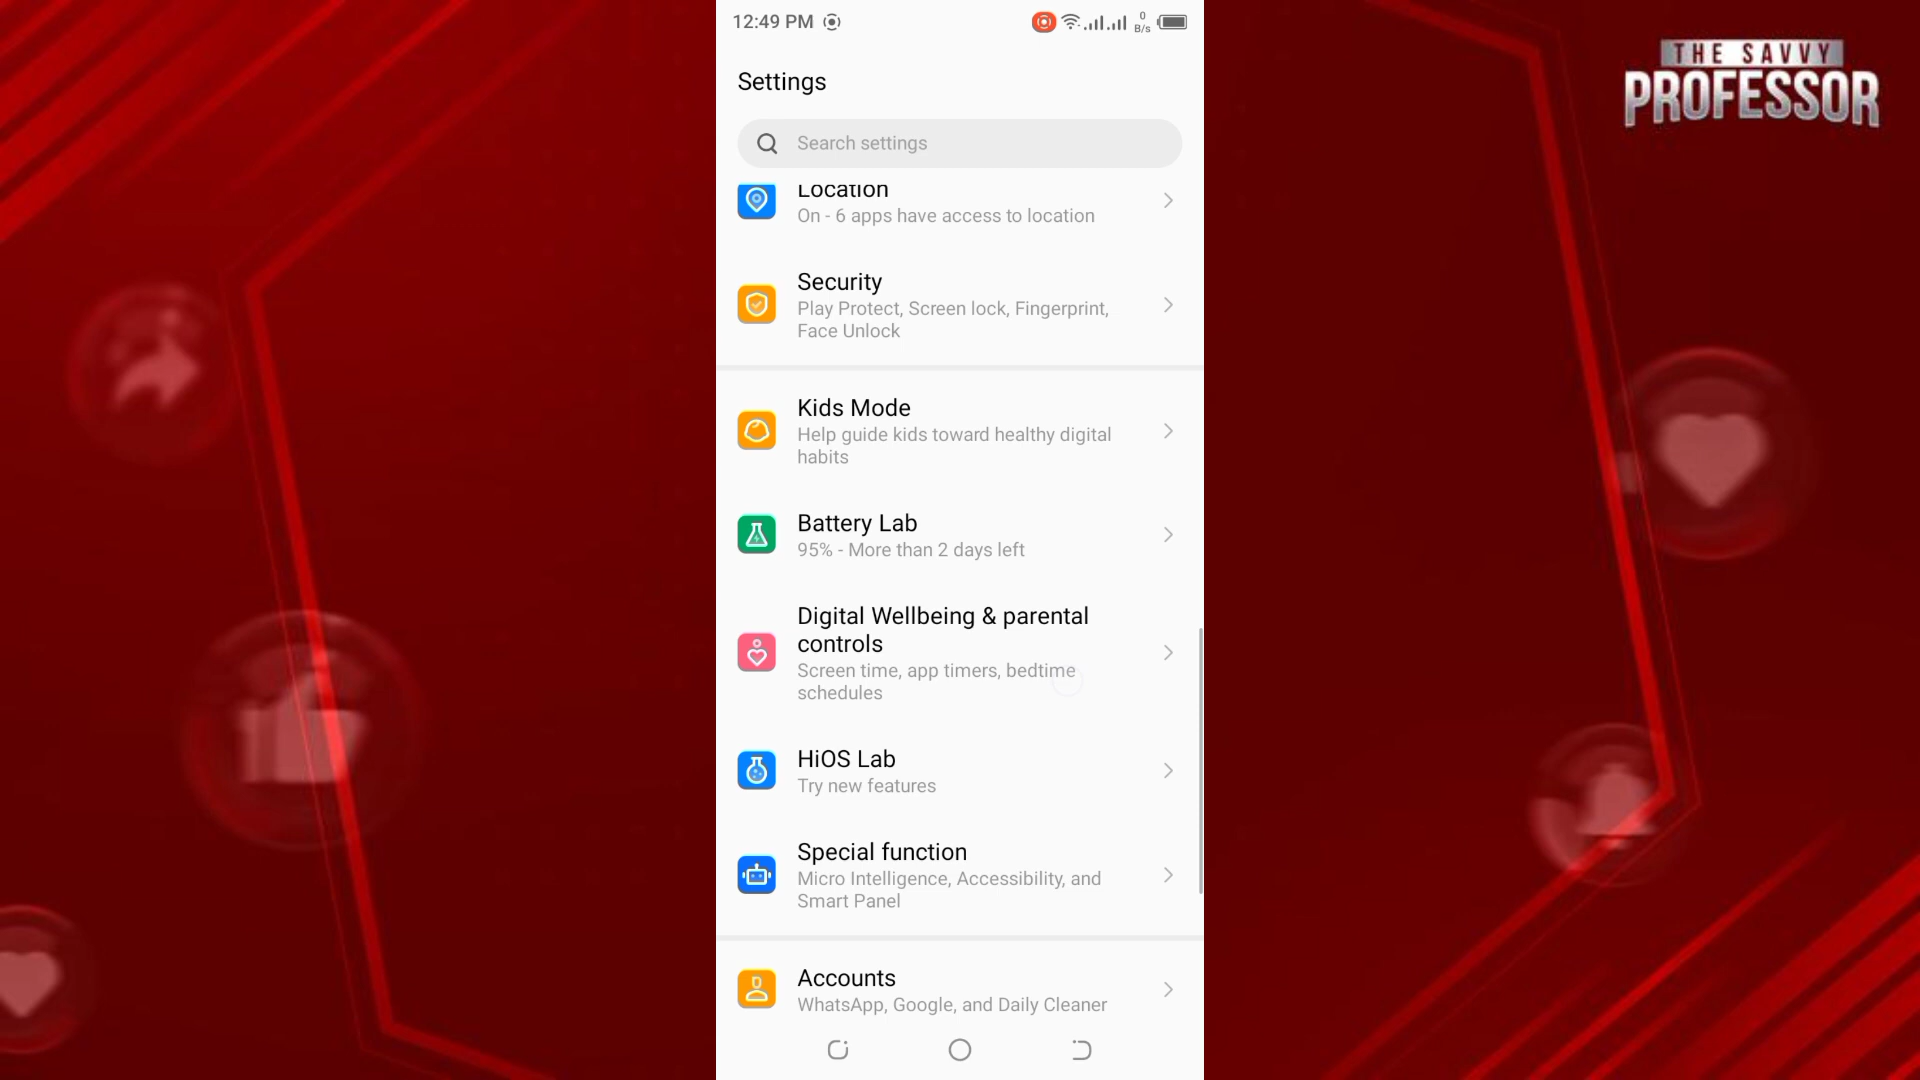 12:49 PM
0
B/s
THE SAVVY
PROFESSOR
Settings
Search settings
Location
On - 6 apps have access to location
Security
Play Protect, Screen lock, Fingerprint,
Face Unlock
Kids Mode
Help guide kids toward healthy digital
habits
Battery Lab
95% - More than 2 days left
Digital Wellbeing & parental
controls
Screen time, app timers, bedtime
schedules
HiOS Lab
Try new features
Special function
Micro Intelligence, Accessibility, and
Smart Panel
Accounts
WhatsApp, Google, and Daily Cleaner